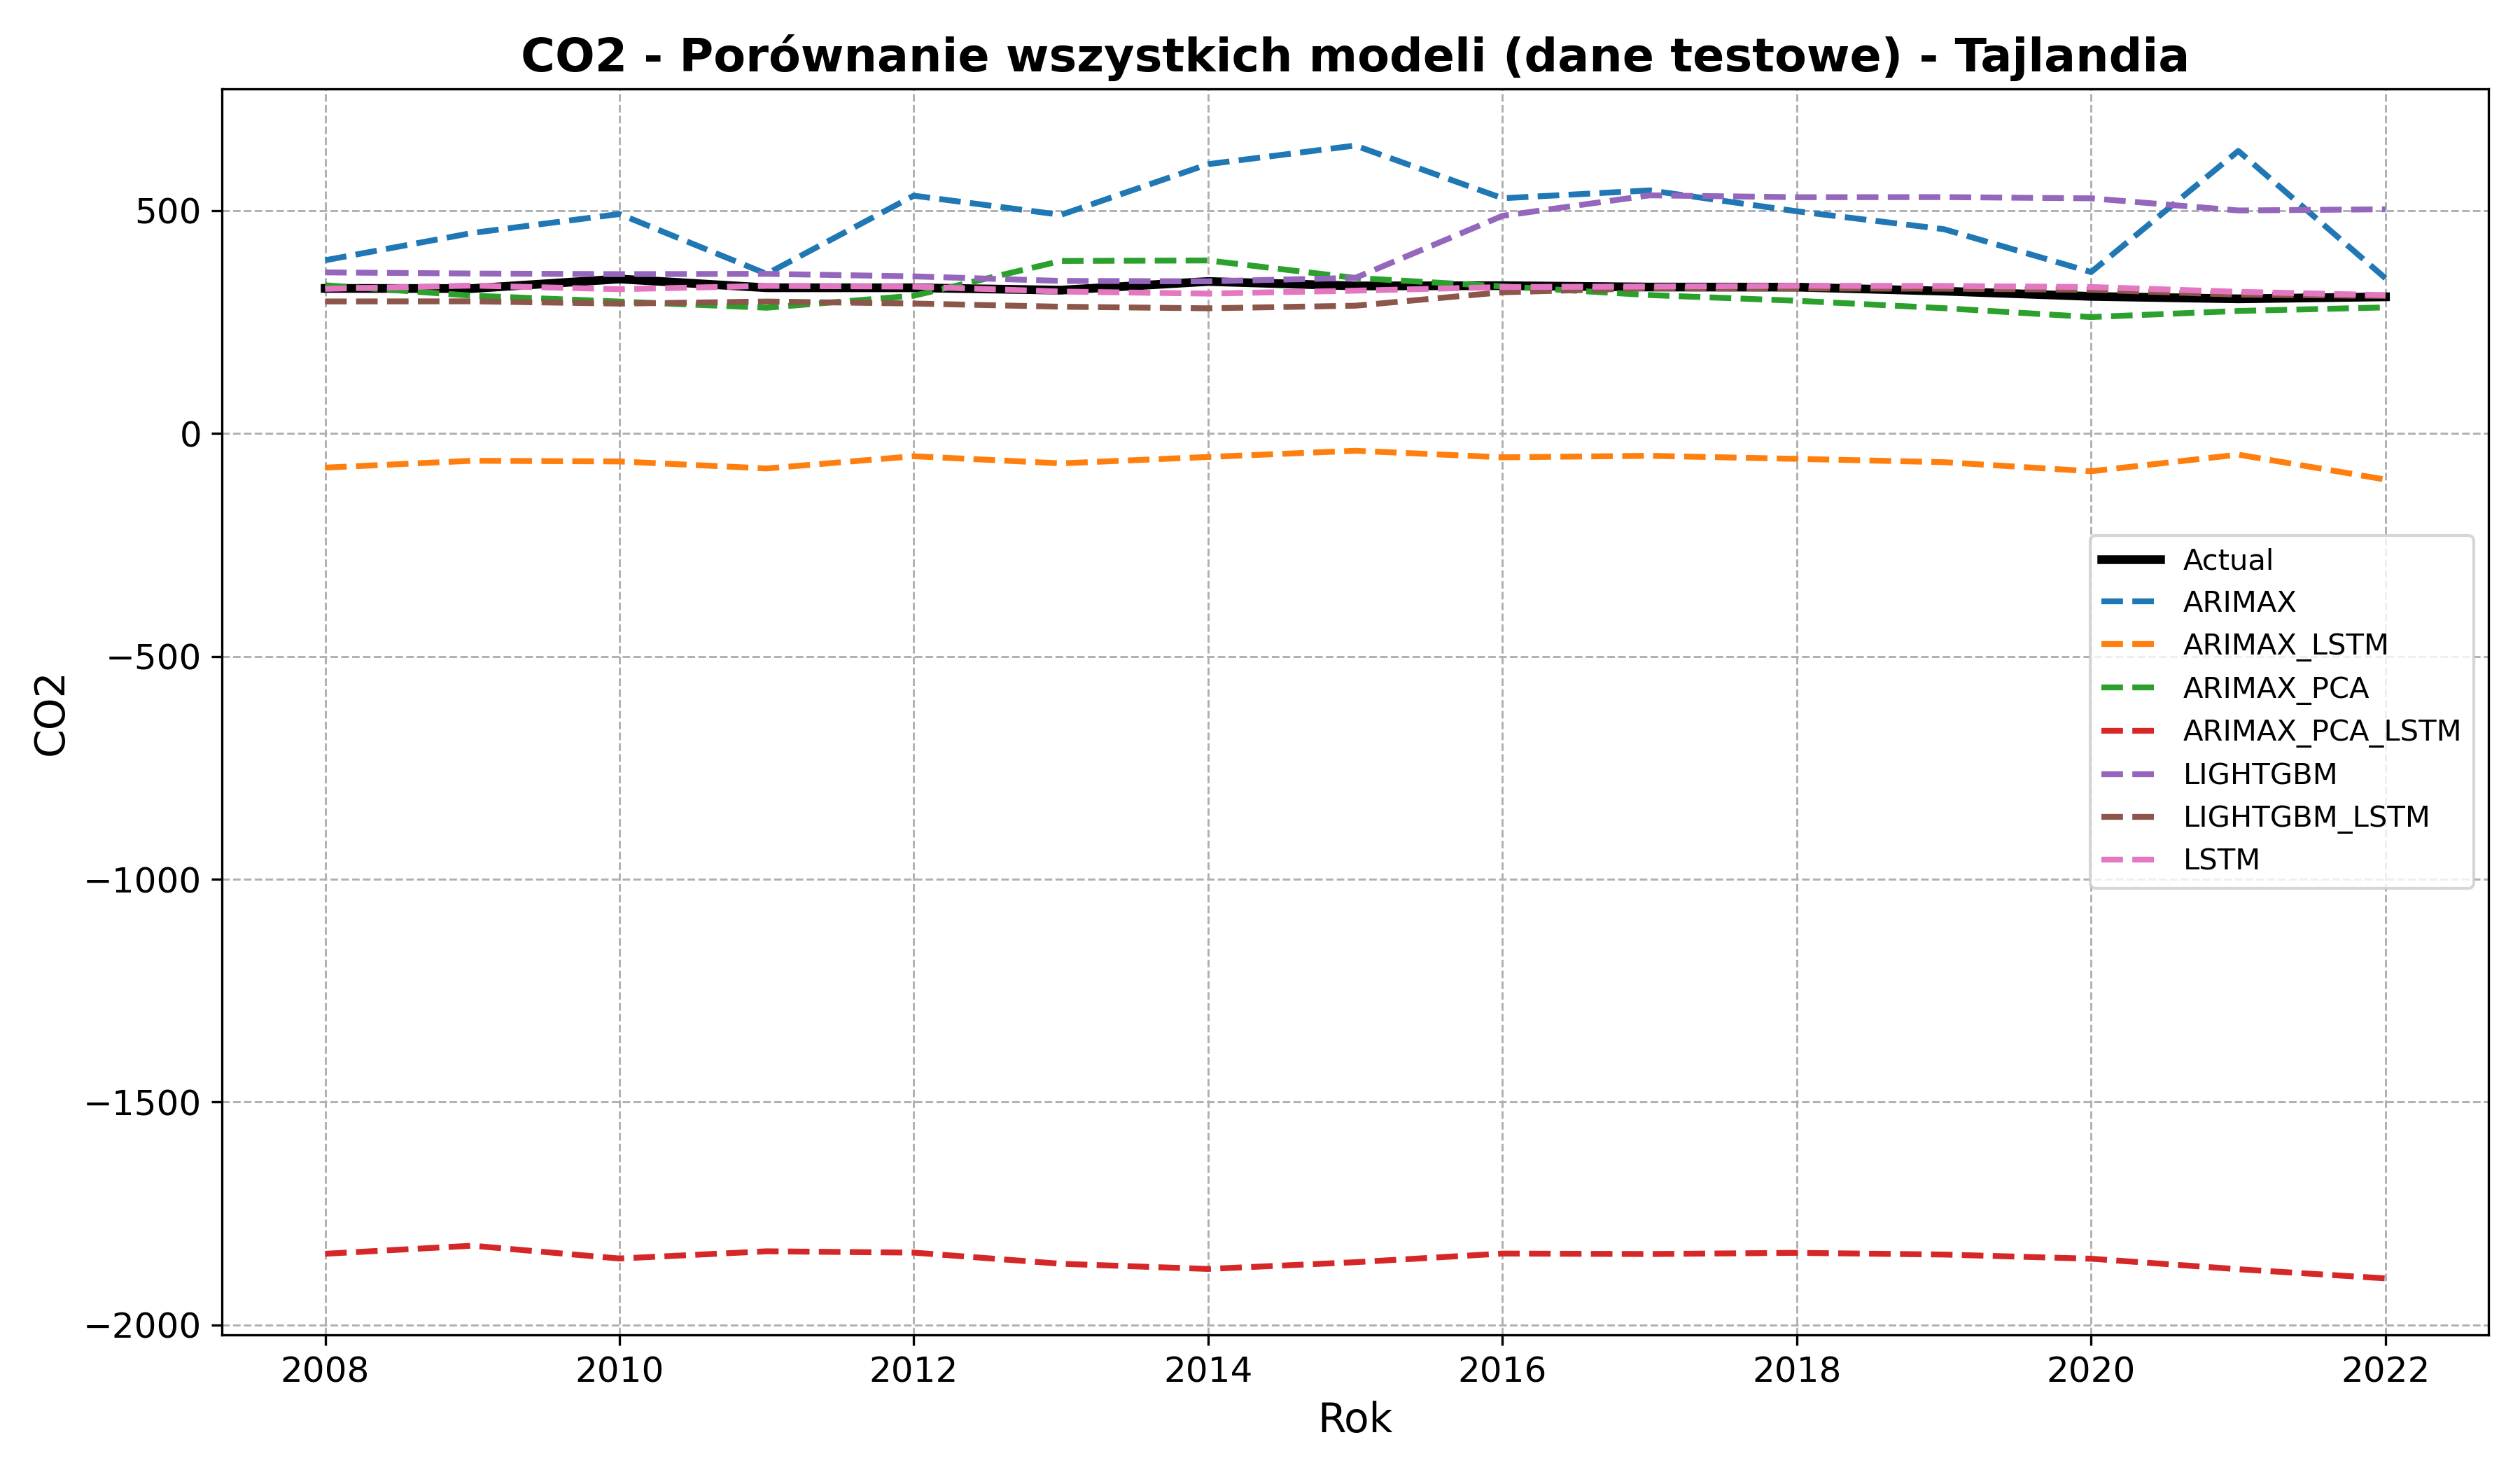 CO2 - Porównanie wszystkich modeli (dane testowe) - Tajlandia
500
0
−500
−1000
−1500
−2000
CO2
Actual
ARIMAX
ARIMAX_LSTM
ARIMAX_PCA
ARIMAX_PCA_LSTM
LIGHTGBM
LIGHTGBM_LSTM
LSTM
2008 2010 2012 2014 2016 2018 2020 2022
Rok